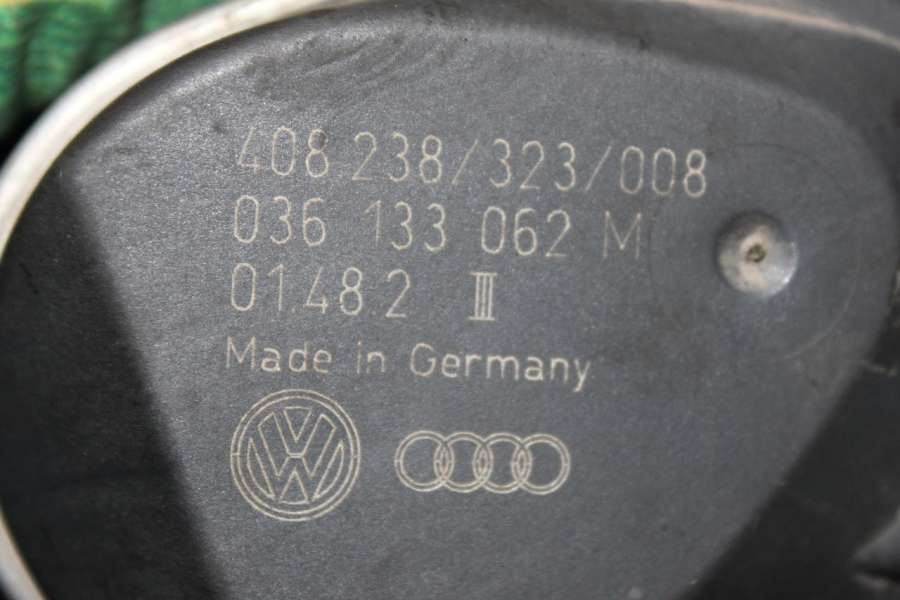 408 238/323/008
036 133 062 M
01.48.2 III
Made in Germany